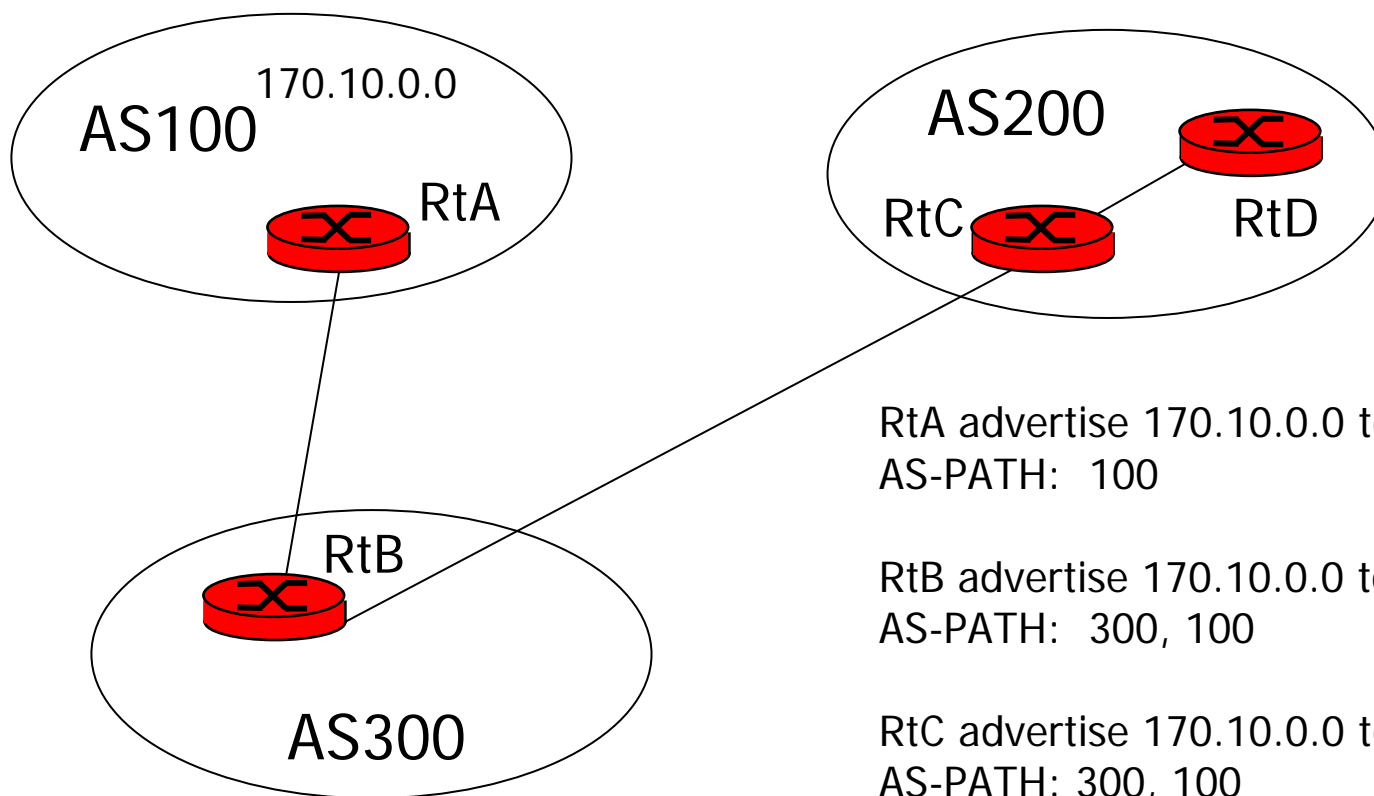 170.10.0.0
AS100
RtA
AS200
RtC
RtD
RtB
AS300
RtA advertise 170.10.0.0
AS-PATH: 100
RtB advertise 170.10.0.0
AS-PATH: 300, 100
RtC advertise 170.10.0.0
AS-PATH: 300, 100